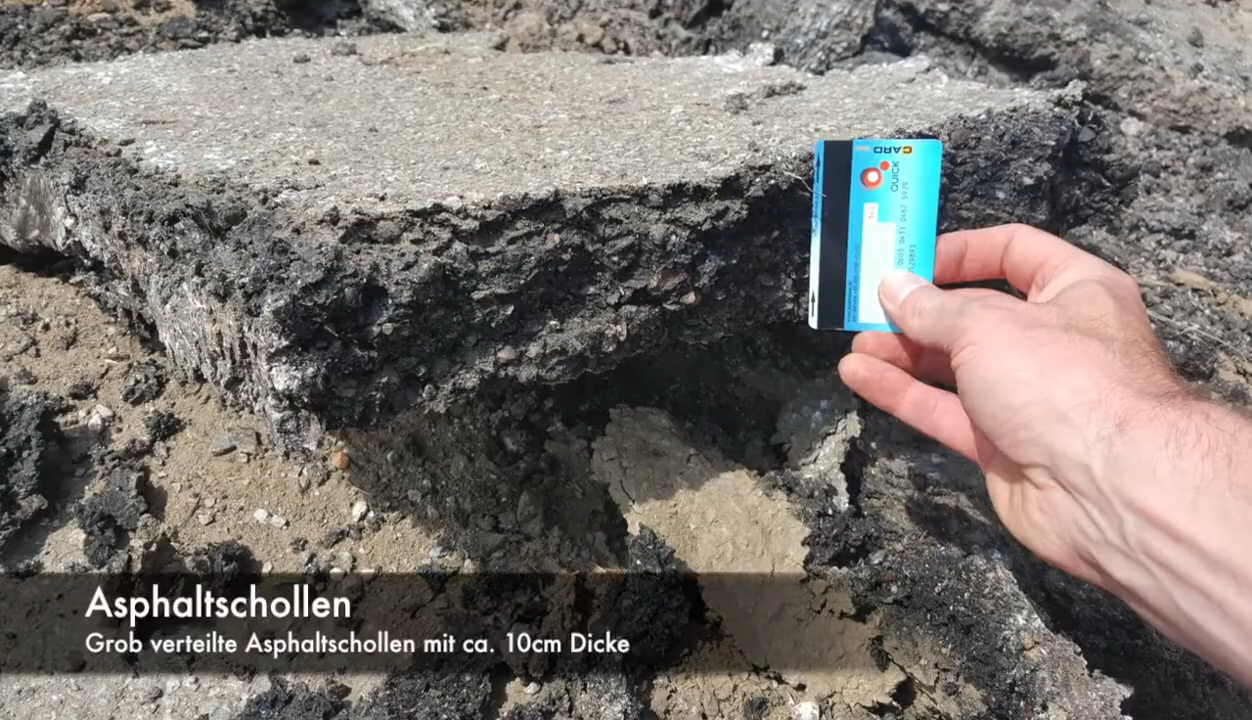 Asphaltschollen
Grob verteilte Asphaltschollen mit ca. 10cm Dicke
CARD
QUICK